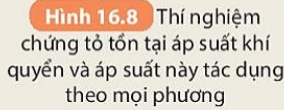 Hình 16.8 Thí nghiệm
chứng tỏ tồn tại áp suất khí
quyển và áp suất này tác dụng
theo mọi phương